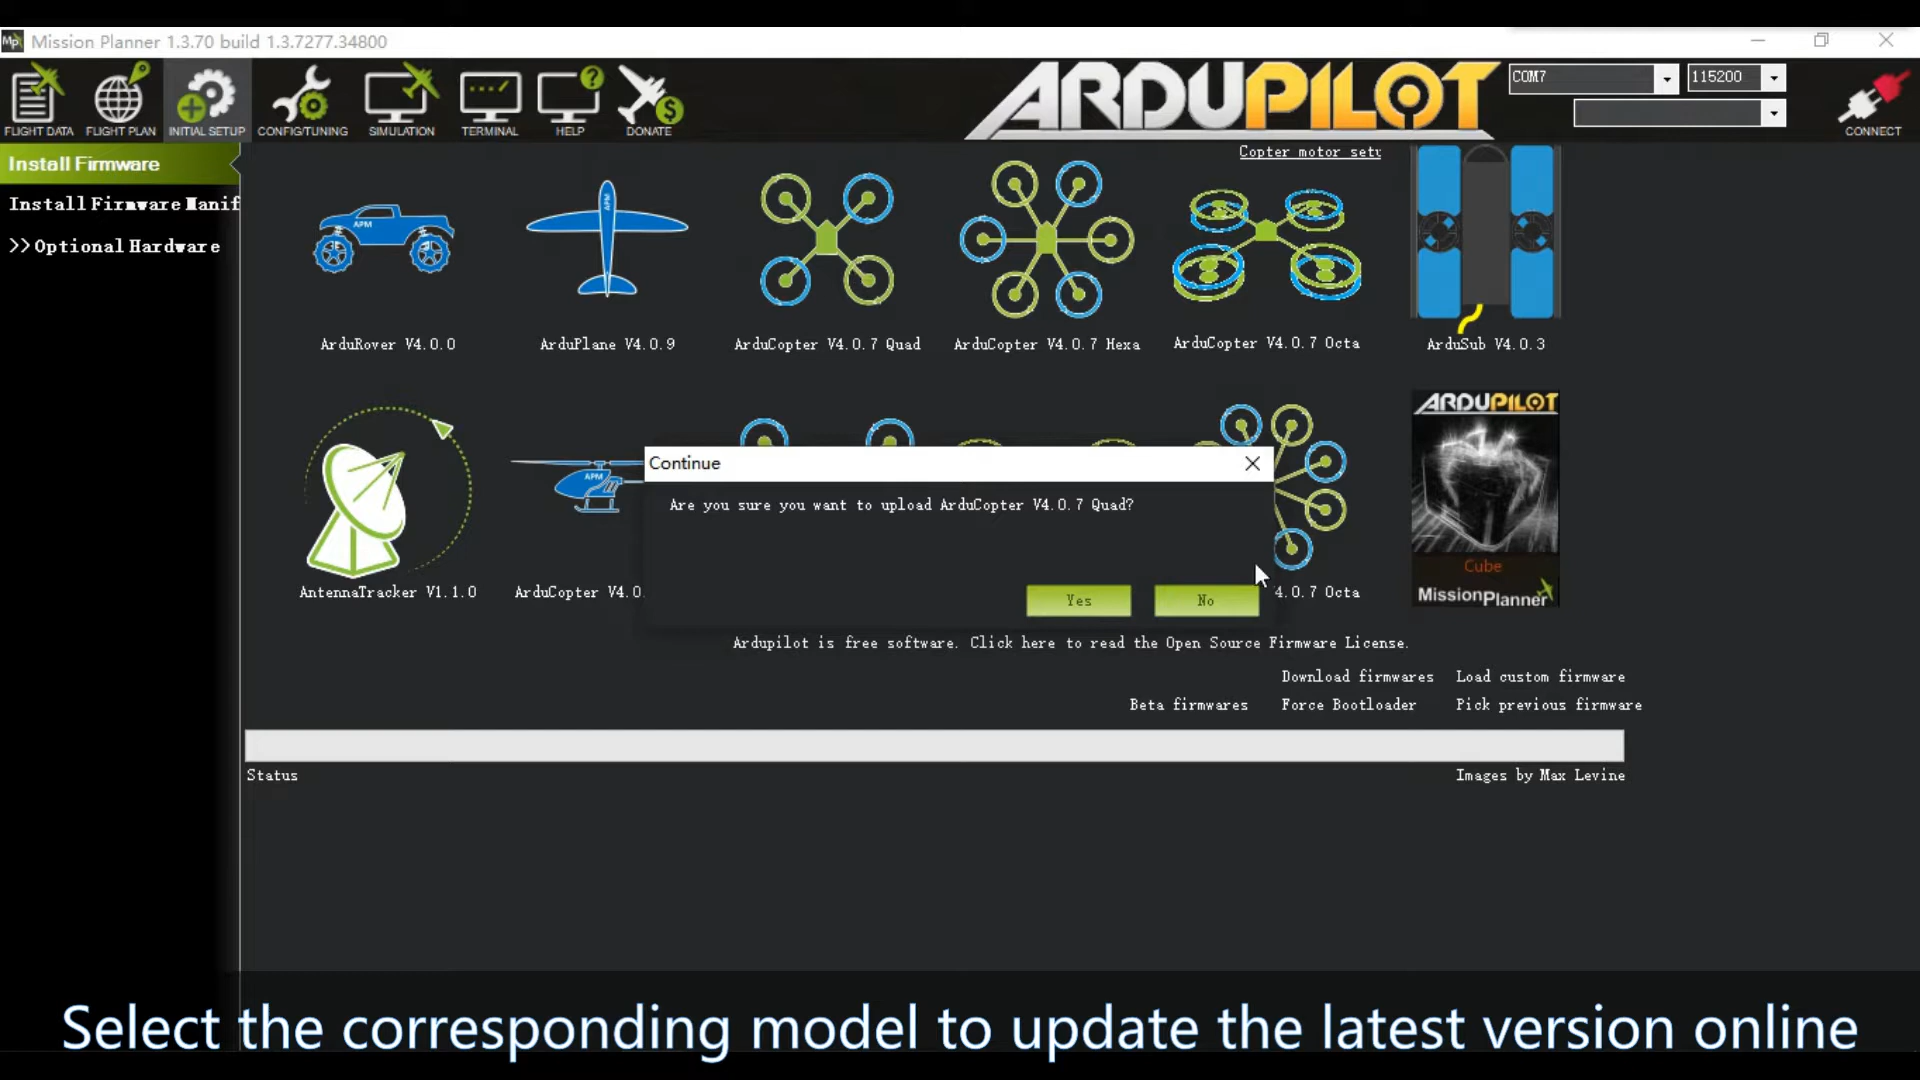 Mp Mission Planner 1.3.70 build 1.3.7277.34800
FLIGHT DATA
FLIGHT PLAN
INITIAL SETUP
CONFIG/TUNING
SIMULATION
TERMINAL
HELP
DONATE
ARDUPILOT
COM7
115200
CONNECT
Install Firmware
Install Firmware Manif
>> Optional Hardware
Copter motor setu
APM
APM
ArduRover V4.0.0
ArduPlane V4.0.9
ArduCopter V4.0.7 Quad
ArduCopter V4.0.7 Hexa
ArduCopter V4.0.7 Octa
ArduSub V4.0.3
APM
ARDUPILOT
Cube
MissionPlanner
AntennaTracker V1.1.0
ArduCopter V4.0.
4.0.7 Octa
Continue
Are you sure you want to upload ArduCopter V4.0.7 Quad?
Yes
No
Ardupilot is free software. Click here to read the Open Source Firmware License.
Download firmwares
Load custom firmware
Beta firmwares
Force Bootloader
Pick previous firmware
Status
Images by Max Levine
Select the corresponding model to update the latest version online